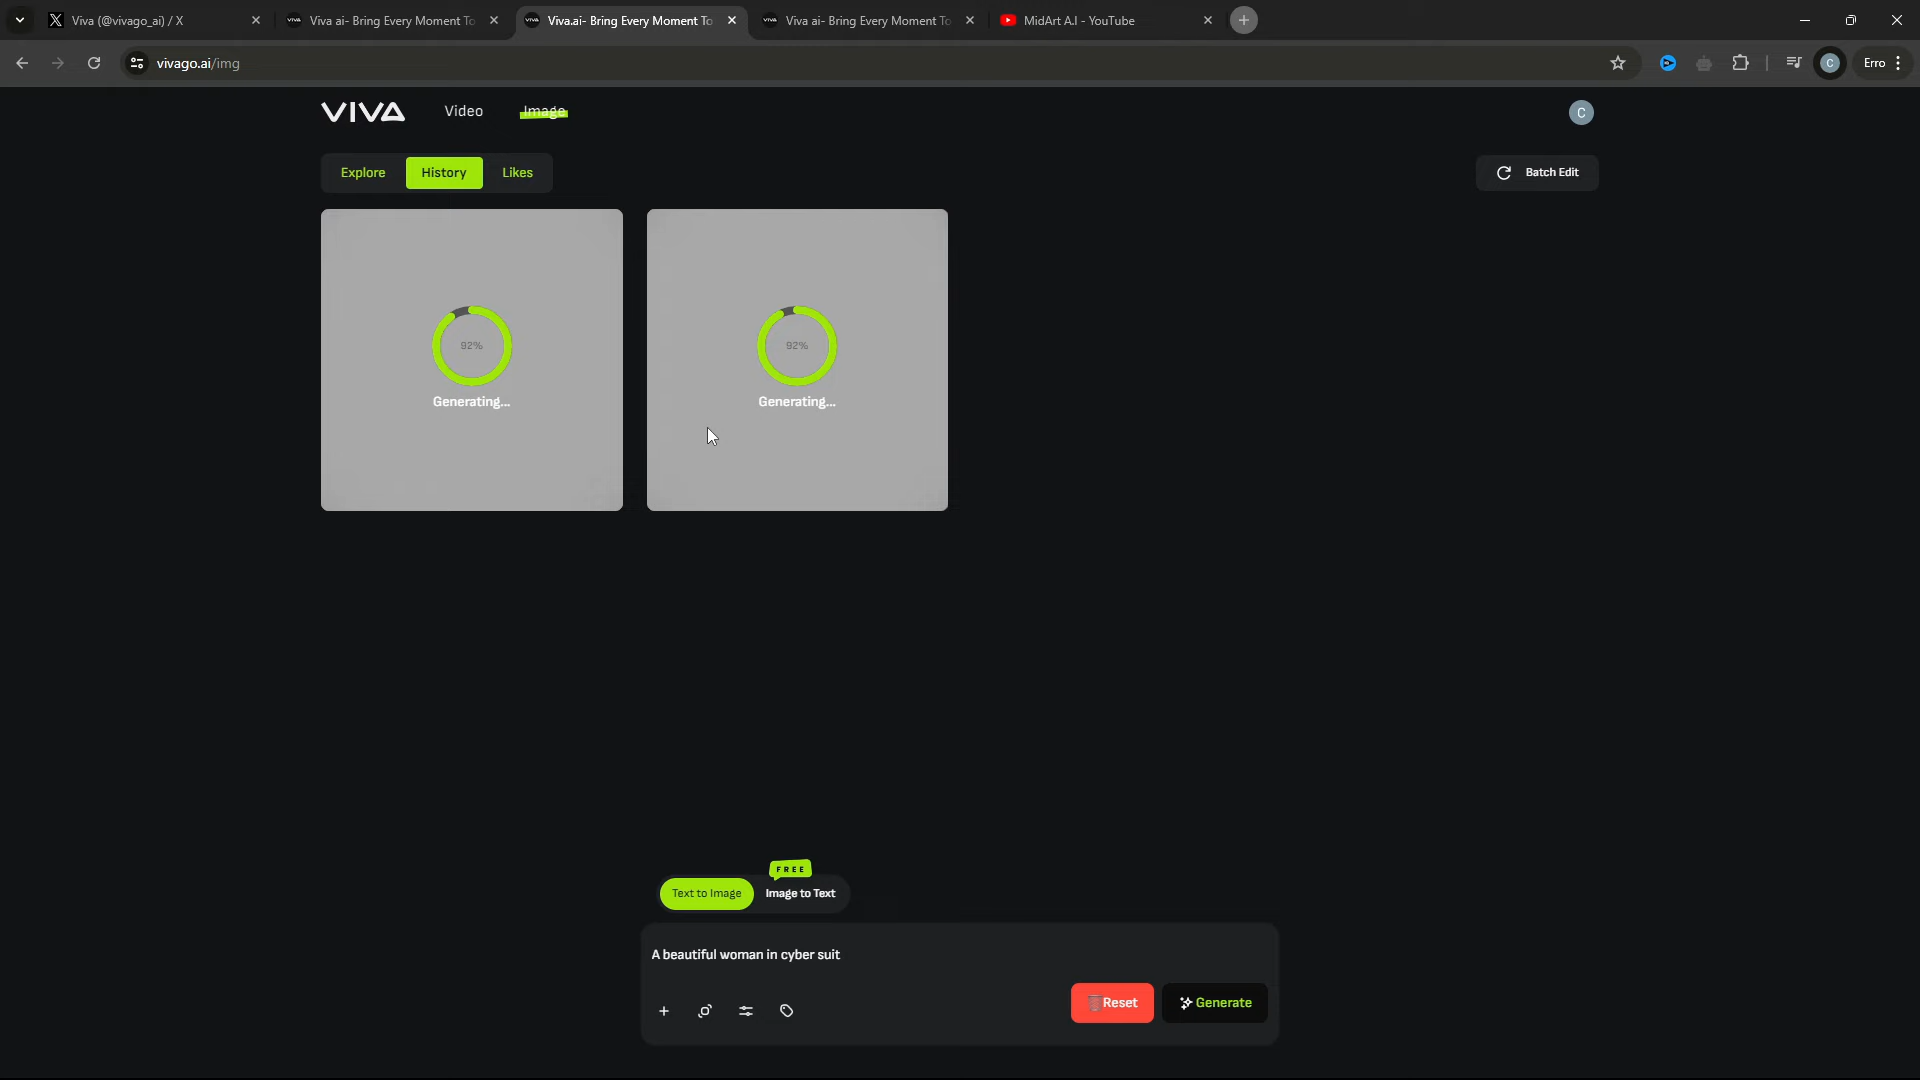 Viva (@vivago_ai) / X
Viva ai- Bring Every Moment To
Viva.ai- Bring Every Moment To
Viva ai- Bring Every Moment To
MidArt A.I - YouTube
vivago.ai/img
C
Erro
VIVA
Video
Image
C
Explore
History
Likes
Batch Edit
92%
92%
Generating...
Generating...
FREE
Text to Image
Image to Text
A beautiful woman in cyber suit
Reset
Generate